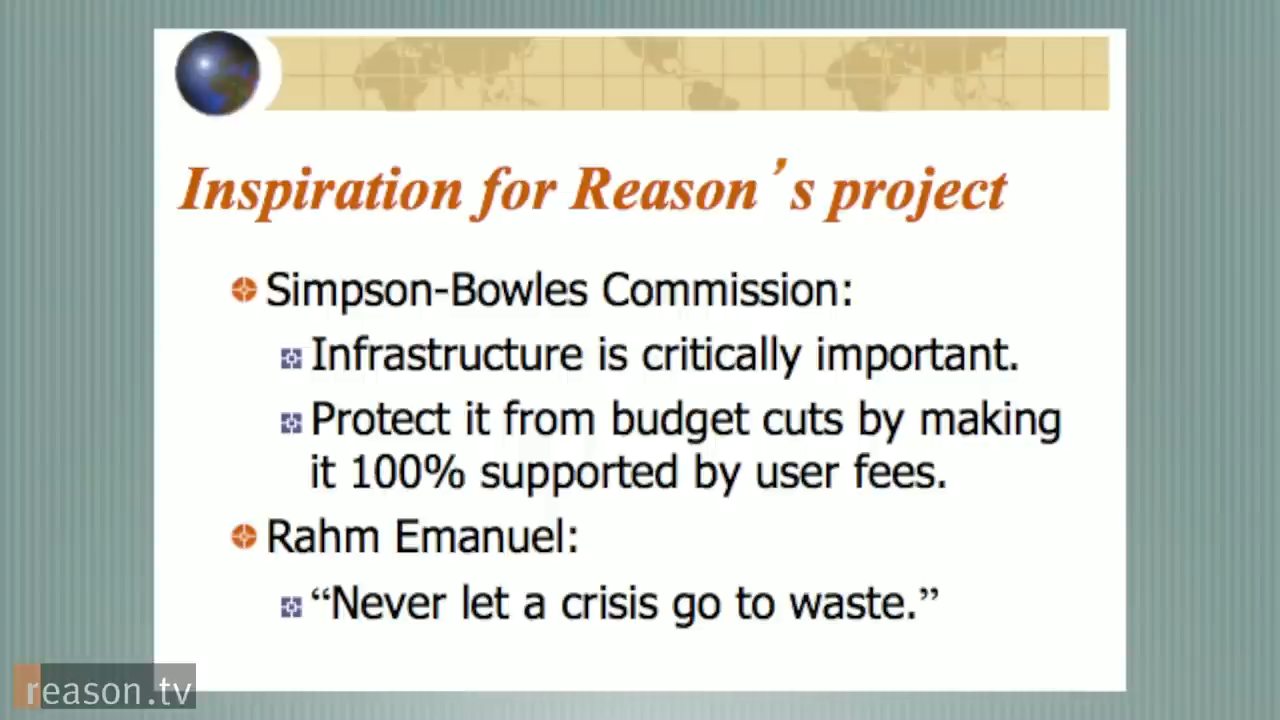 Inspiration for Reason's project
Simpson-Bowles Commission:
Infrastructure is critically important.
Protect it from budget cuts by making
it 100% supported by user fees.
Rahm Emanuel:
“Never let a crisis go to waste.”
reason.tv